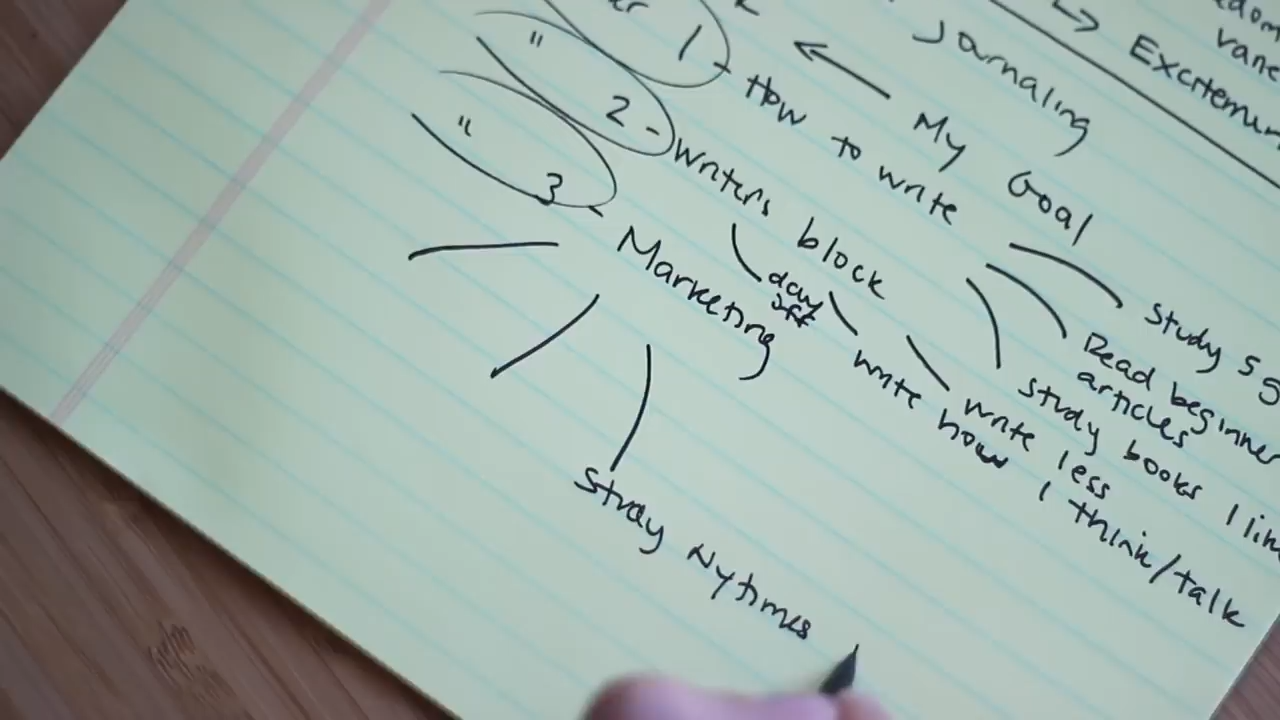 Excitement
Journaling
My Goal
1 - How to write
study 5
Read beginner
articles
study books I
" 2 - writers block
day
off
write how
I think/talk
write less
" 3 - Marketing
Study Nytimes